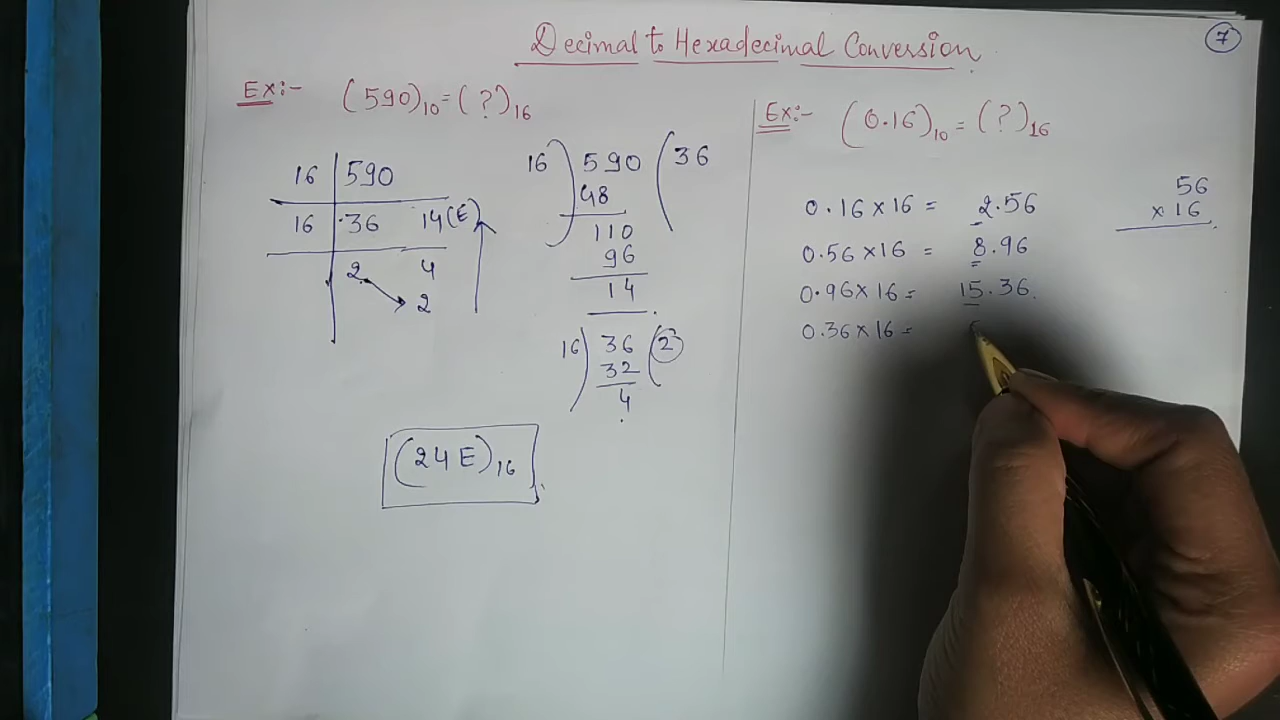 Decimal to Hexadecimal Conversion
7
Ex:- (590)10 = (?)16
16 590
16 36 14(E)
2 4
2
16) 590 (36
48
110
96
14
16) 36 (2
32
4
(24E)16
Ex:- (0.16)10 = (?)16
0.16 × 16 = 2.56
0.56 × 16 = 8.96
0.96 × 16 = 15.36
0.36 × 16 =
56
× 16